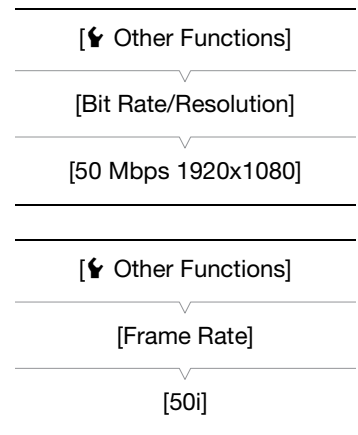 [ Other Functions]
[Bit Rate/Resolution]
[50 Mbps 1920x1080]
[ Other Functions]
[Frame Rate]
[50i]